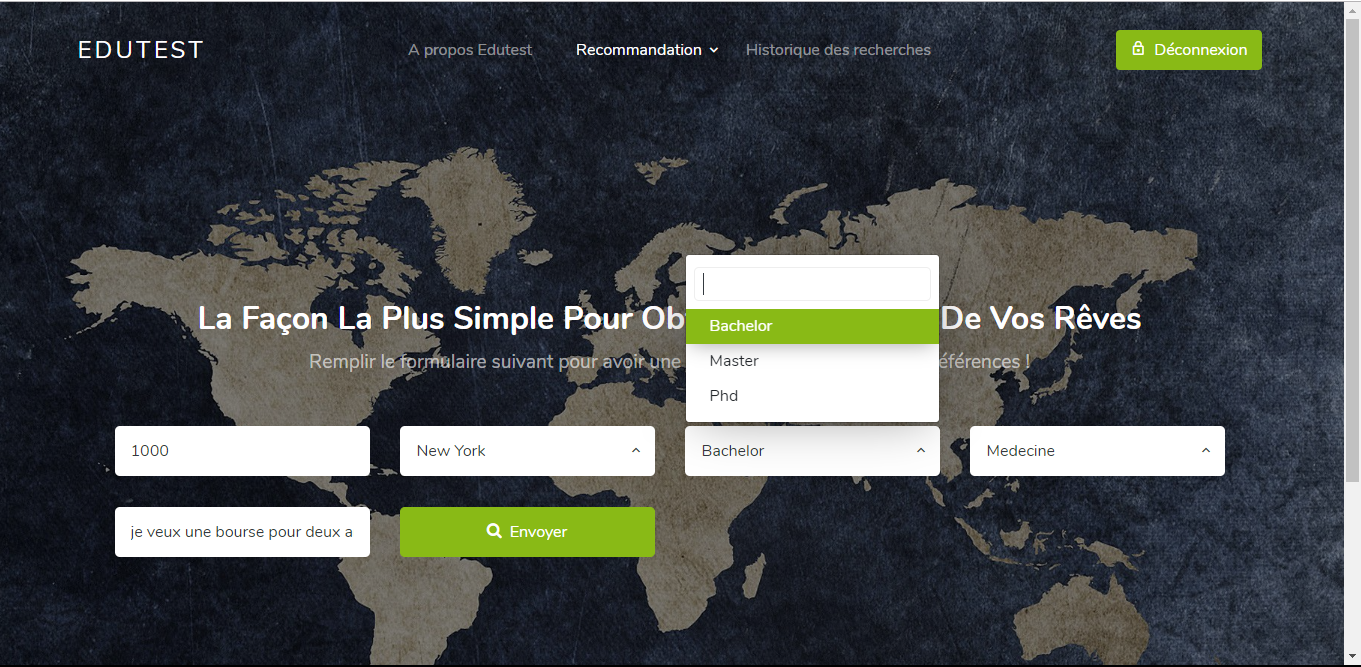 EDUTEST
A propos Edutest
Recommandation
Historique des recherches
Déconnexion
La Façon La Plus Simple Pour Ob De Vos Rêves
Remplir le formulaire suivant pour avoir une éférences !
Bachelor
Master
Phd
1000
New York
Bachelor
Medecine
je veux une bourse pour deux a
Envoyer